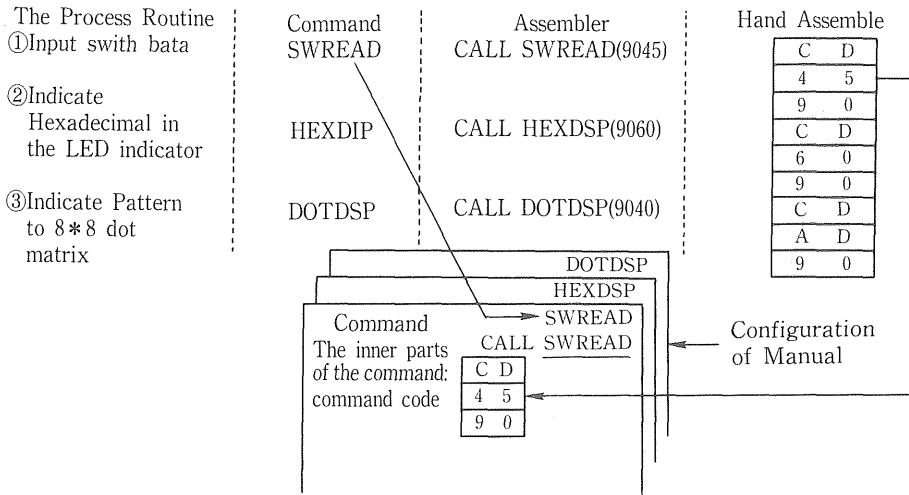 The Process Routine
①Input swith bata
②Indicate
Hexadecimal in
the LED indicator
③Indicate Pattern
to 8*8 dot
matrix
Command
SWREAD
HEXDIP
DOTDSP
Assembler
CALL SWREAD(9045)
CALL HEXDSP(9060)
CALL DOTDSP(9040)
Hand Assemble
C D
4 5
9 0
C D
6 0
9 0
C D
A D
9 0
DOTDSP
HEXDSP
SWREAD
Command
CALL SWREAD
The inner parts
of the command:
command code
C D
4 5
9 0
Configuration
of Manual